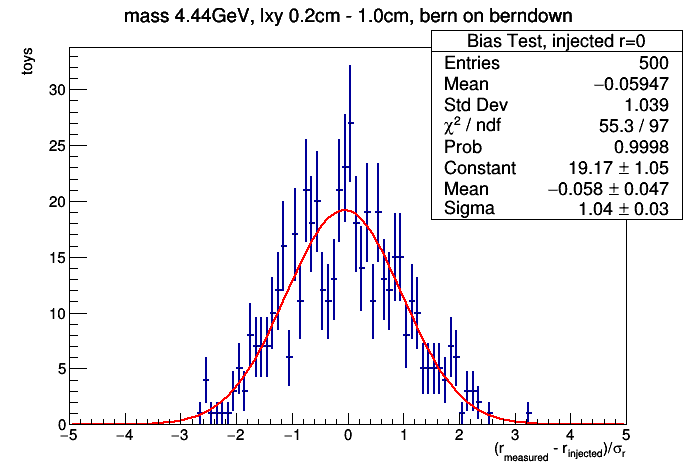 mass 4.44GeV, lxy 0.2cm - 1.0cm, bern on berndown
Bias Test, injected r=0
Entries 500
Mean −0.05947
Std Dev 1.039
χ² / ndf 55.3 / 97
Prob 0.9998
Constant 19.17 ± 1.05
Mean −0.058 ± 0.047
Sigma 1.04 ± 0.03
toys
30
25
20
15
10
5
0
−5 −4 −3 −2 −1 0 1 2 3 4 5
(r_measured - r_injected)/σ_r